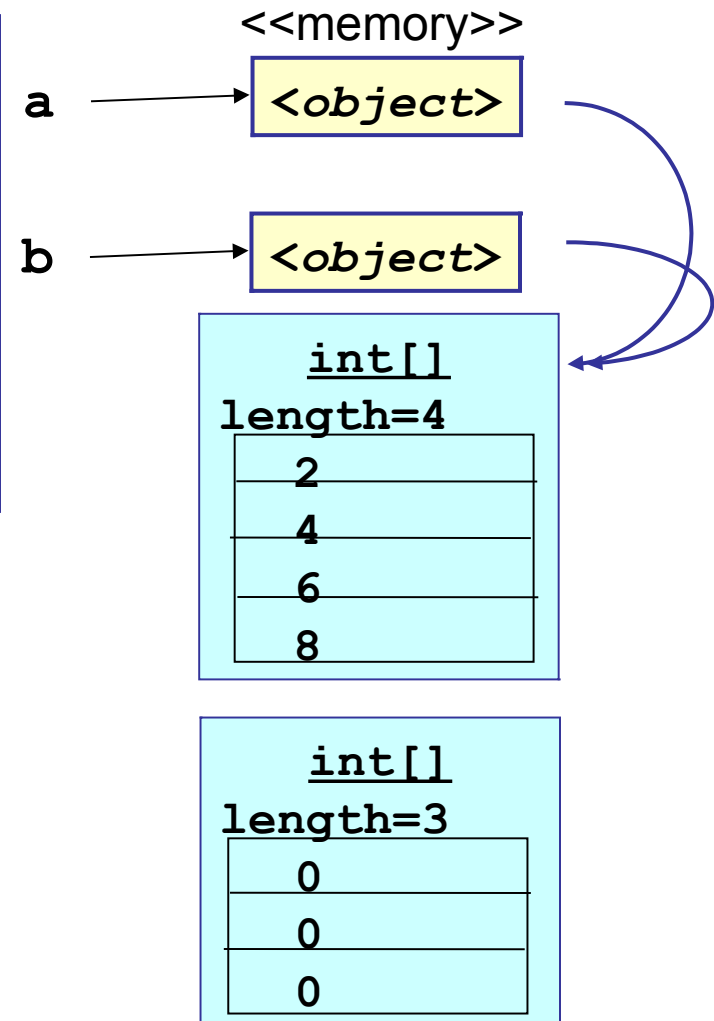 <<memory>>
a <object>
b <object>
int[]
length=4
2
4
6
8
int[]
length=3
0
0
0